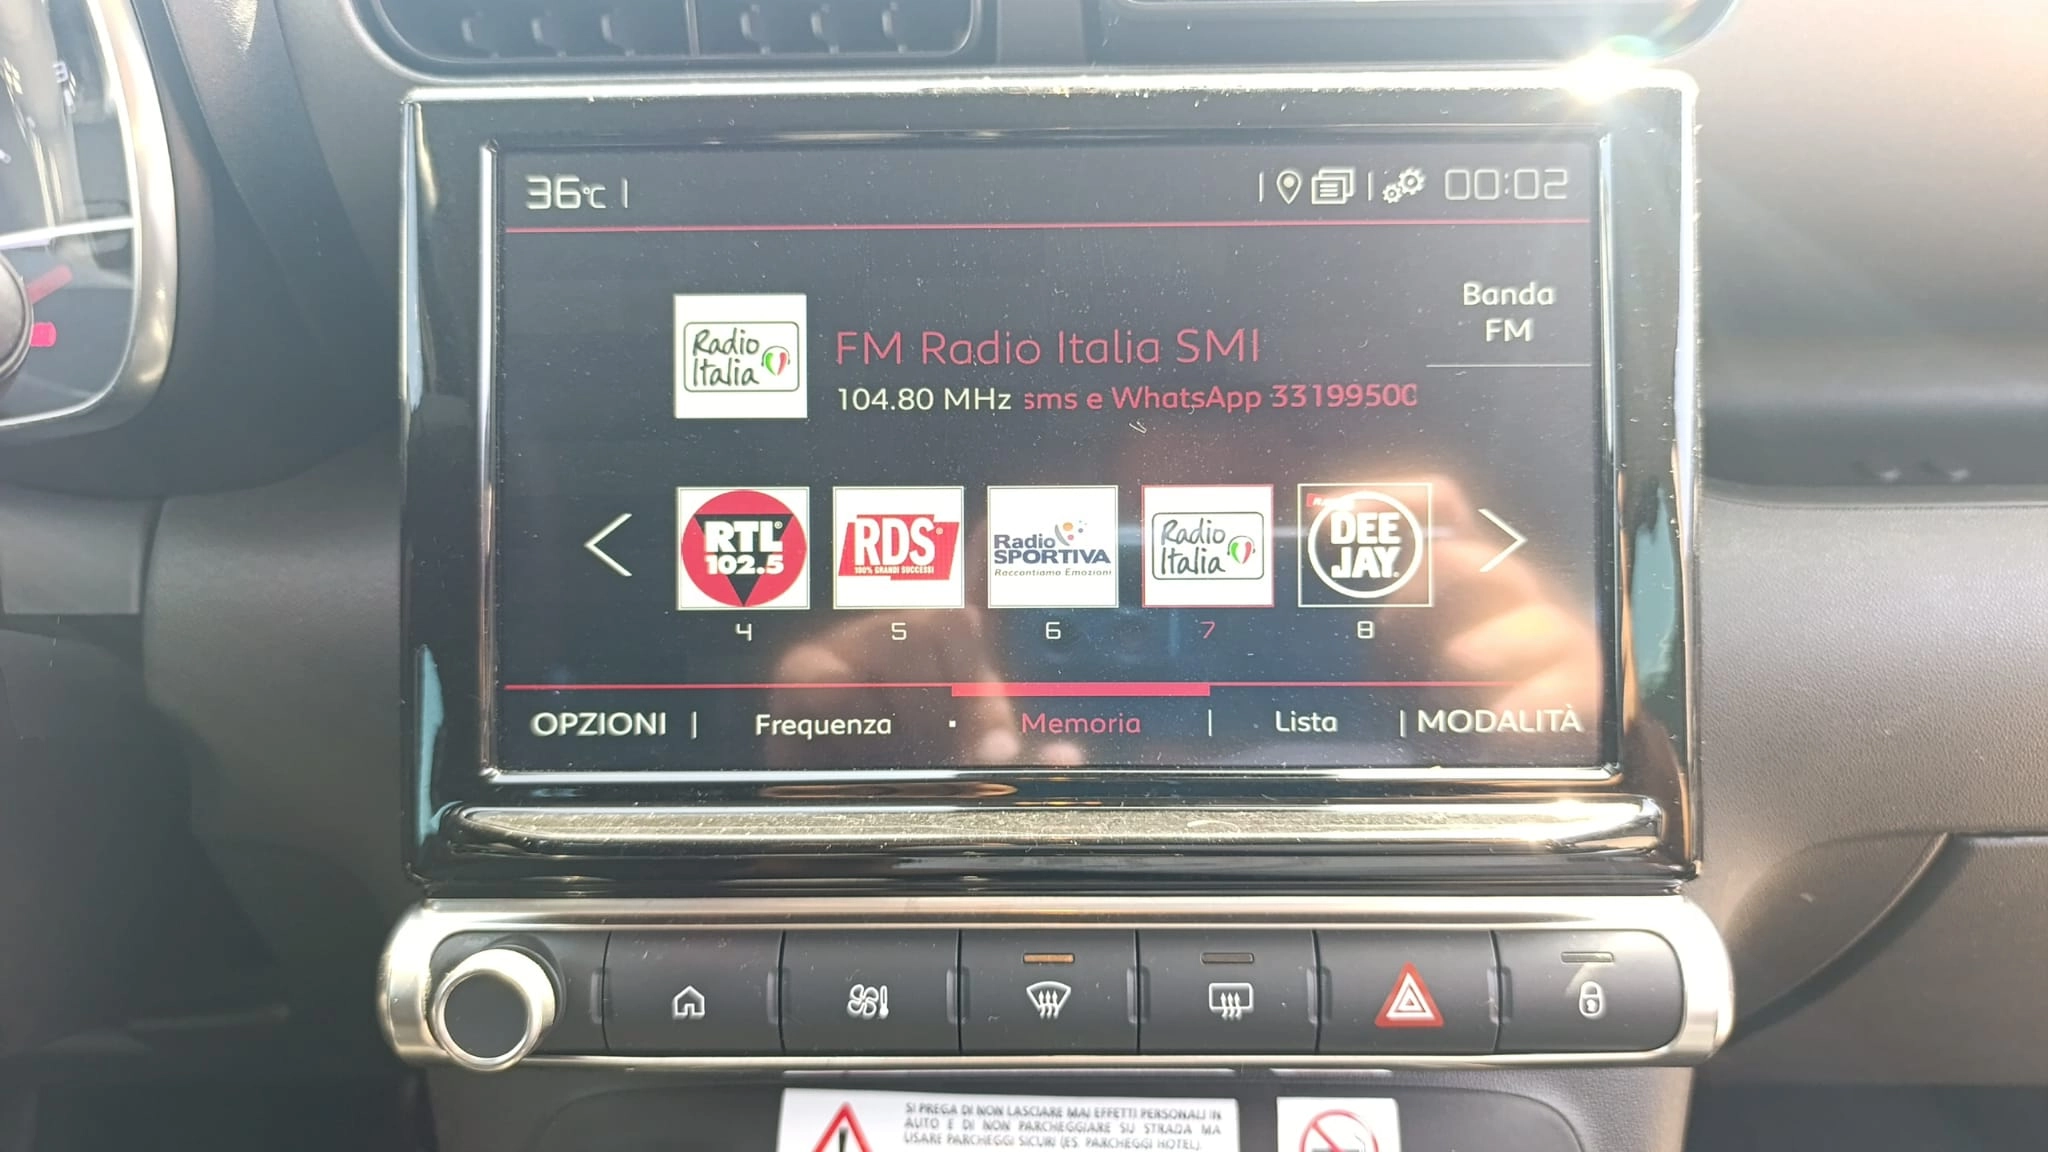 36°C
00:02
Banda
FM
Radio
Italia
FM Radio Italia SMI
104.80 MHz sms e WhatsApp 33199500
RTL
102.5
RDS
100% GRANDI SUCCESSI
Radio
SPORTIVA
Raccontiamo Emozioni
Radio
Italia
DEE
JAY
4 5 6 7 8
OPZIONI | Frequenza Memoria | Lista | MODALITÀ
SI PREGA DI NON LASCIARE MAI EFFETTI PERSONALI IN
AUTO E DI NON PARCHEGGIARE SU STRADA MA
USARE PARCHEGGI SICURI (ES. PARCHEGGI HOTEL).